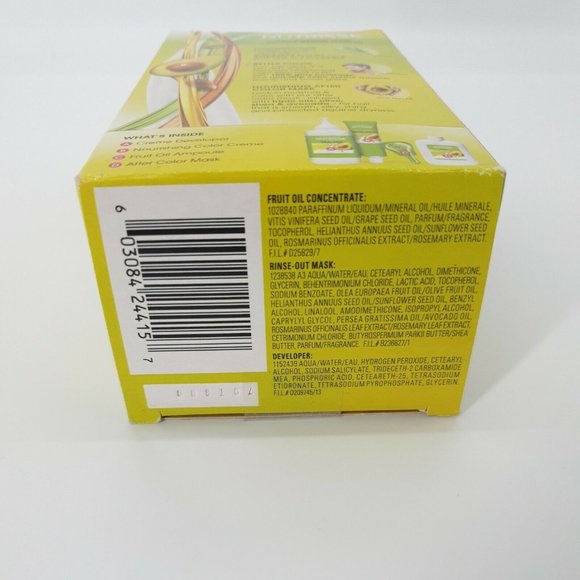 WHAT'S INSIDE
A Creme Developer
B Nourishing Color Creme
C Fruit Oil Ampoule
D After Color Mask
6 03084 24415 7
FRUIT OIL CONCENTRATE:
1028840 PARAFFINUM LIQUIDUM/MINERAL OIL/HUILE MINERALE,
VITIS VINIFERA SEED OIL/GRAPE SEED OIL, PARFUM/FRAGRANCE,
TOCOPHEROL, HELIANTHUS ANNUUS SEED OIL/SUNFLOWER SEED
OIL, ROSMARINUS OFFICINALIS EXTRACT/ROSEMARY EXTRACT.
F.I.L.# D25829/7
RINSE-OUT MASK:
1238538 A3 AQUA/WATER/EAU, CETEARYL ALCOHOL, DIMETHICONE,
GLYCERIN, BEHENTRIMONIUM CHLORIDE, LACTIC ACID, TOCOPHEROL,
SODIUM BENZOATE, OLEA EUROPAEA FRUIT OIL/OLIVE FRUIT OIL,
HELIANTHUS ANNUUS SEED OIL/SUNFLOWER SEED OIL, BENZYL
ALCOHOL, LINALOOL, AMODIMETHICONE, ISOPROPYL ALCOHOL,
CAPRYLYL GLYCOL, PERSEA GRATISSIMA OIL/AVOCADO OIL,
ROSMARINUS OFFICINALIS LEAF EXTRACT/ROSEMARY LEAF EXTRACT,
CETRIMONIUM CHLORIDE, BUTYROSPERMUM PARKII BUTTER/SHEA
BUTTER, PARFUM/FRAGRANCE. F.I.L.# B236827/1
DEVELOPER:
1152439 AQUA/WATER/EAU, HYDROGEN PEROXIDE, CETEARYL
ALCOHOL, SODIUM SALICYLATE, TRIDECETH-2 CARBOXAMIDE
MEA, PHOSPHORIC ACID, CETEARETH-25, TETRASODIUM
ETIDRONATE, TETRASODIUM PYROPHOSPHATE, GLYCERIN.
F.I.L.# D209745/13